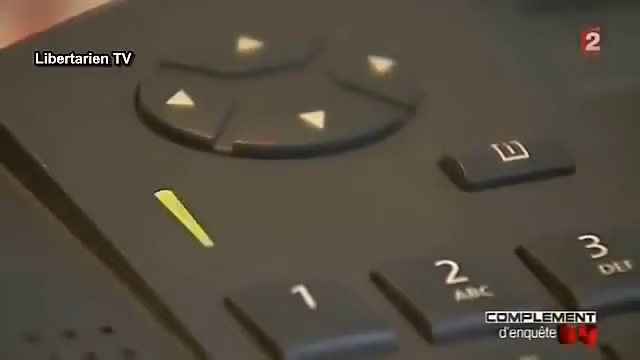 Libertarien TV
2
1
2
ABC
3
DEF
COMPLEMENT
d'enquête